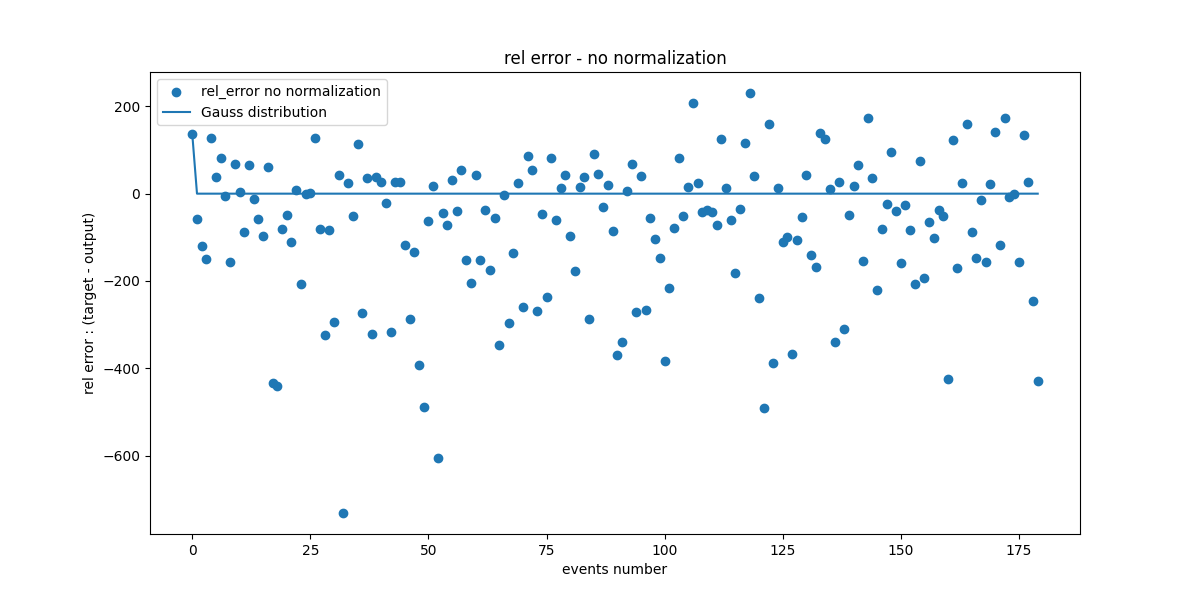 rel error - no normalization
rel_error no normalization
Gauss distribution
rel error : (target - output)
200
0
−200
−400
−600
0
25
50
75
100
125
150
175
events number